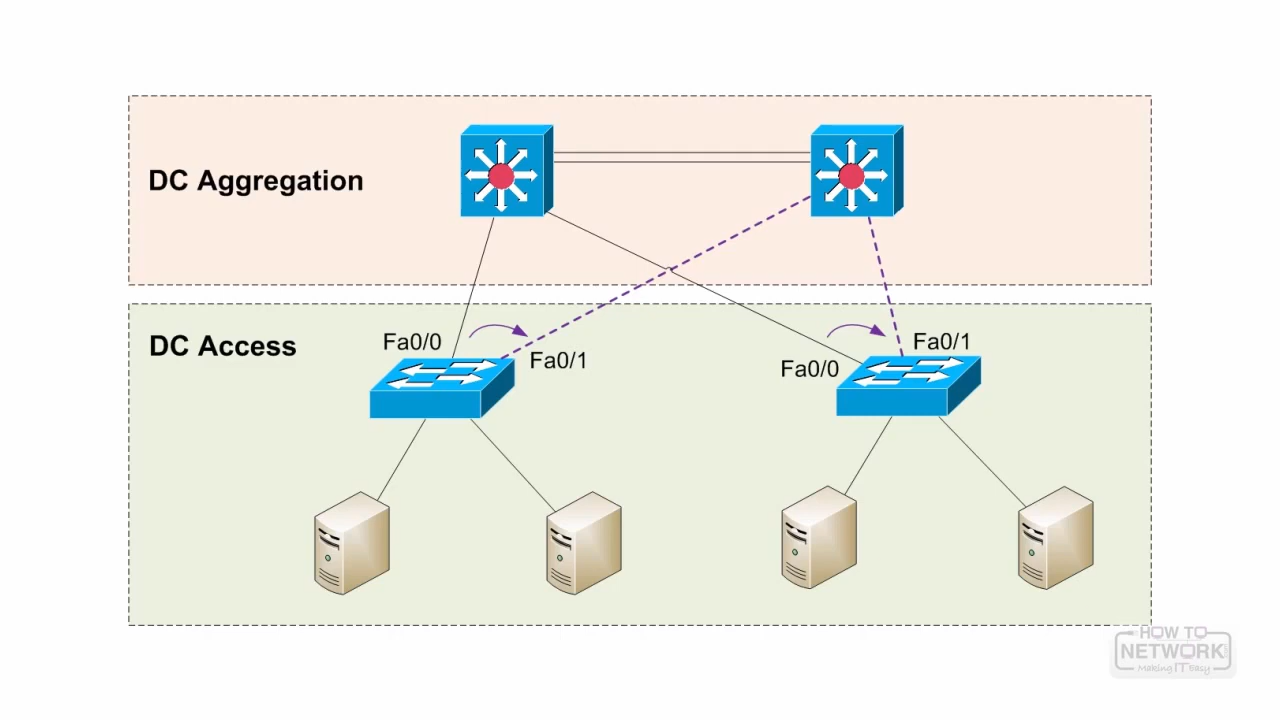 DC Aggregation
DC Access
Fa0/0
Fa0/1
Fa0/0
Fa0/1
HOW TO
NETWORK
Making IT Easy